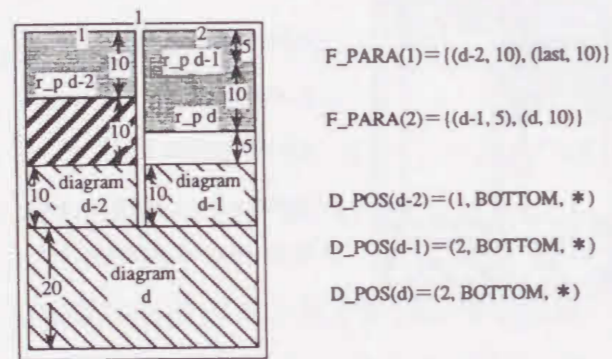 1
1 2
10 5
r_p d-2 r_p d-1
10
r_p d
10 5
diagram d-2
10
diagram d-1
10
diagram d
20
F_PARA(1)={(d-2, 10), (last, 10)}
F_PARA(2)={(d-1, 5), (d, 10)}
D_POS(d-2)=(1, BOTTOM, *)
D_POS(d-1)=(2, BOTTOM, *)
D_POS(d)=(2, BOTTOM, *)